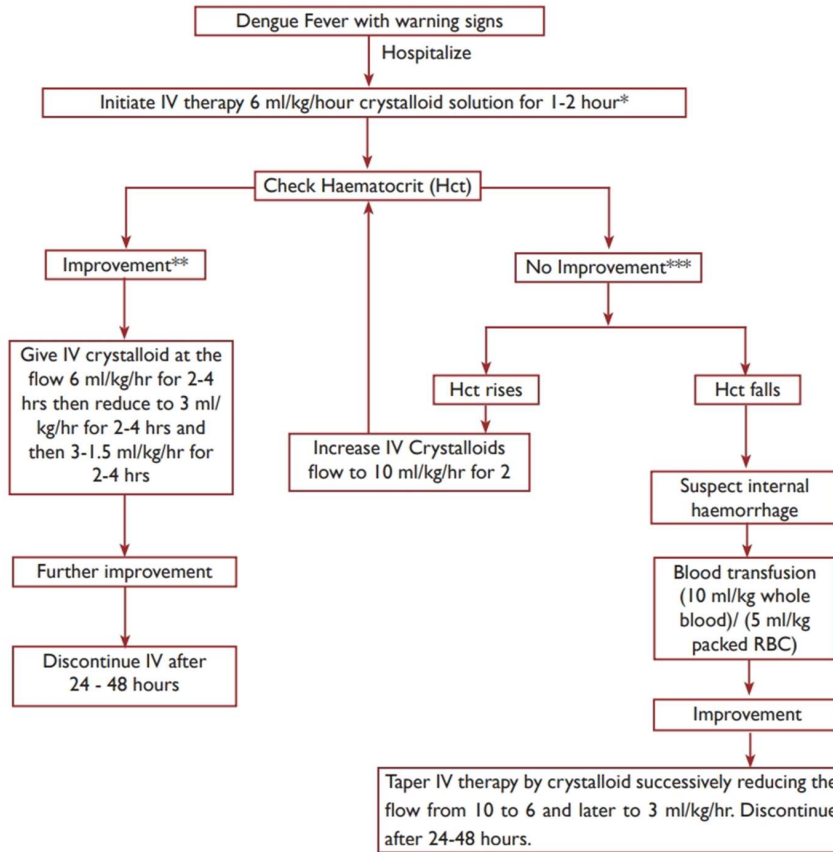 Dengue Fever with warning signs
Hospitalize
Initiate IV therapy 6 ml/kg/hour crystalloid solution for 1-2 hour*
Check Haematocrit (Hct)
Improvement**
No Improvement***
Give IV crystalloid at the
flow 6 ml/kg/hr for 2-4
hrs then reduce to 3 ml/
kg/hr for 2-4 hrs and
then 3-1.5 ml/kg/hr for
2-4 hrs
Hct rises
Hct falls
Increase IV Crystalloids
flow to 10 ml/kg/hr for 2
Suspect internal
haemorrhage
Further improvement
Blood transfusion
(10 ml/kg whole
blood)/ (5 ml/kg
packed RBC)
Discontinue IV after
24 - 48 hours
Improvement
Taper IV therapy by crystalloid successively reducing the
flow from 10 to 6 and later to 3 ml/kg/hr. Discontinue
after 24-48 hours.